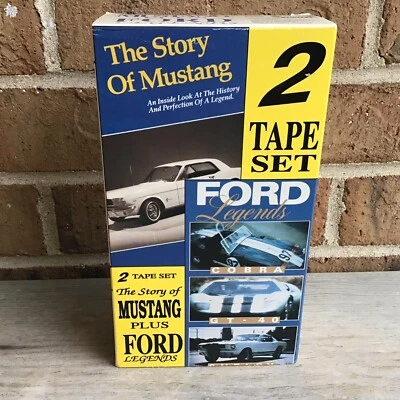 The Story
Of Mustang
An Inside Look At The History
And Perfection Of A Legend.
2
TAPE
SET
FORD
Legends
COBRA
GT-40
2 TAPE SET
The Story of
MUSTANG
PLUS
FORD
LEGENDS